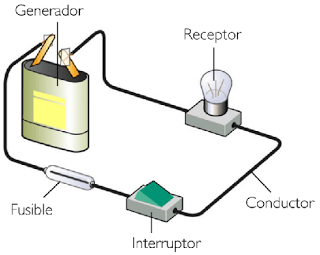 Generador
Receptor
Fusible
Conductor
Interruptor